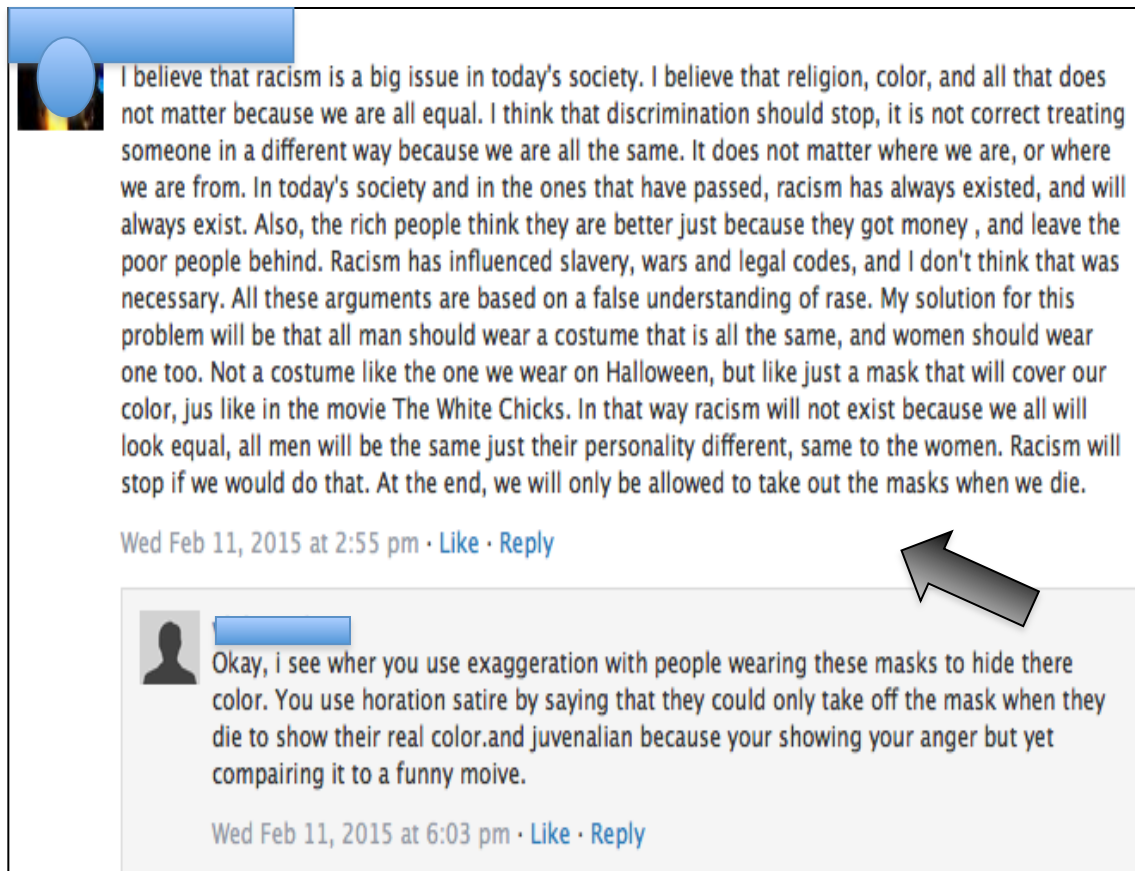 I believe that racism is a big issue in today's society. I believe that religion, color, and all that does
not matter because we are all equal. I think that discrimination should stop, it is not correct treating
someone in a different way because we are all the same. It does not matter where we are, or where
we are from. In today's society and in the ones that have passed, racism has always existed, and will
always exist. Also, the rich people think they are better just because they got money , and leave the
poor people behind. Racism has influenced slavery, wars and legal codes, and I don't think that was
necessary. All these arguments are based on a false understanding of rase. My solution for this
problem will be that all man should wear a costume that is all the same, and women should wear
one too. Not a costume like the one we wear on Halloween, but like just a mask that will cover our
color, jus like in the movie The White Chicks. In that way racism will not exist because we all will
look equal, all men will be the same just their personality different, same to the women. Racism will
stop if we would do that. At the end, we will only be allowed to take out the masks when we die.
Wed Feb 11, 2015 at 2:55 pm · Like · Reply
Okay, i see wher you use exaggeration with people wearing these masks to hide there
color. You use horation satire by saying that they could only take off the mask when they
die to show their real color.and juvenalian because your showing your anger but yet
compairing it to a funny moive.
Wed Feb 11, 2015 at 6:03 pm · Like · Reply